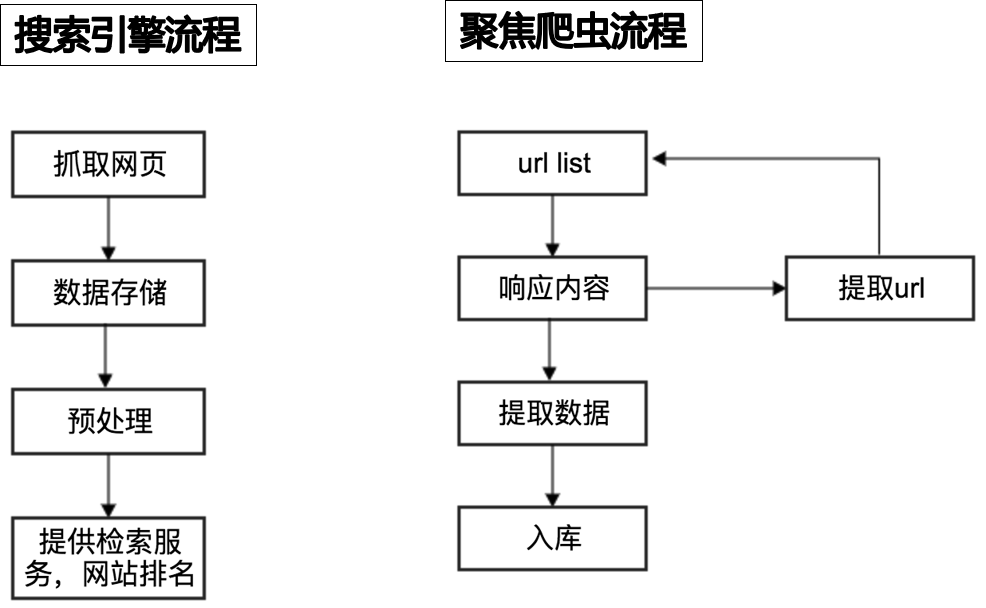 搜索引擎流程
聚焦爬虫流程
抓取网页
数据存储
预处理
提供检索服
务，网站排名
url list
响应内容
提取url
提取数据
入库